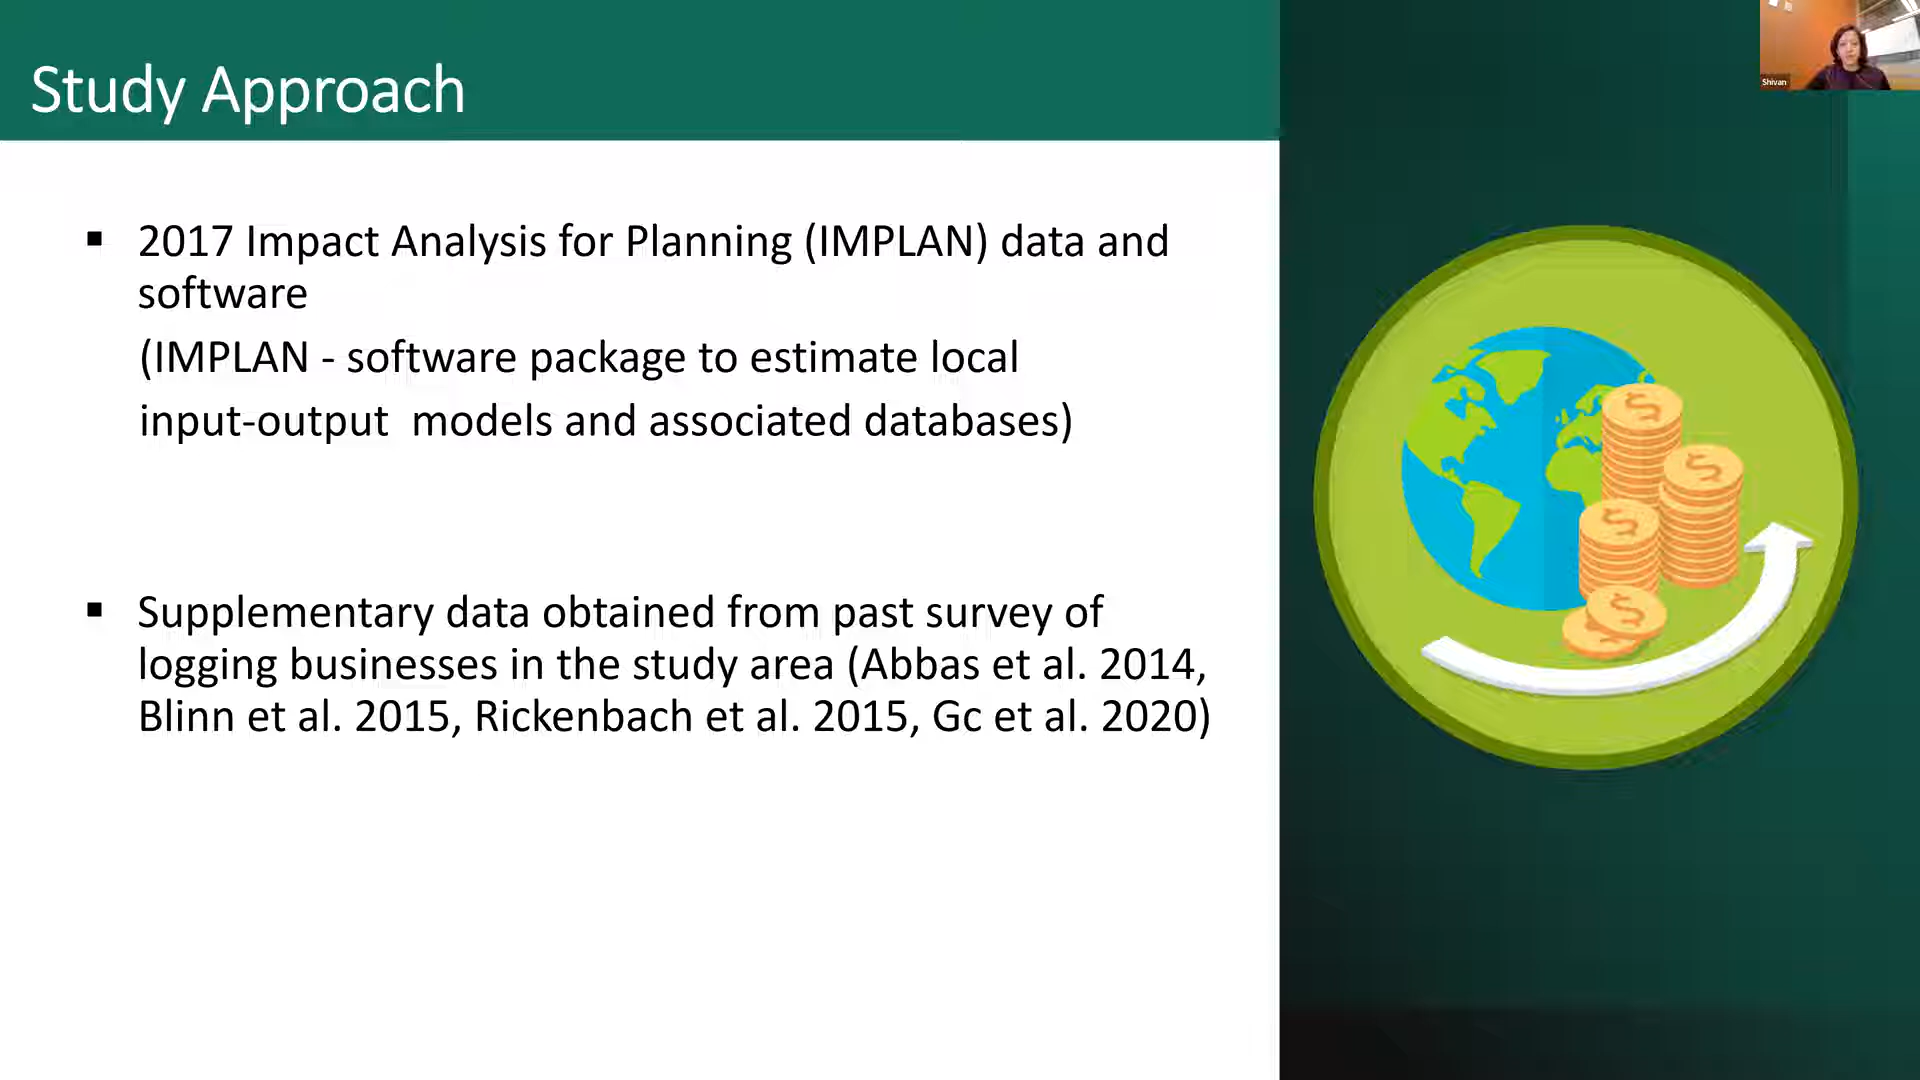 Study Approach
▪ 2017 Impact Analysis for Planning (IMPLAN) data and
software
(IMPLAN - software package to estimate local
input-output models and associated databases)
▪ Supplementary data obtained from past survey of
logging businesses in the study area (Abbas et al. 2014,
Blinn et al. 2015, Rickenbach et al. 2015, Gc et al. 2020)
Shivan